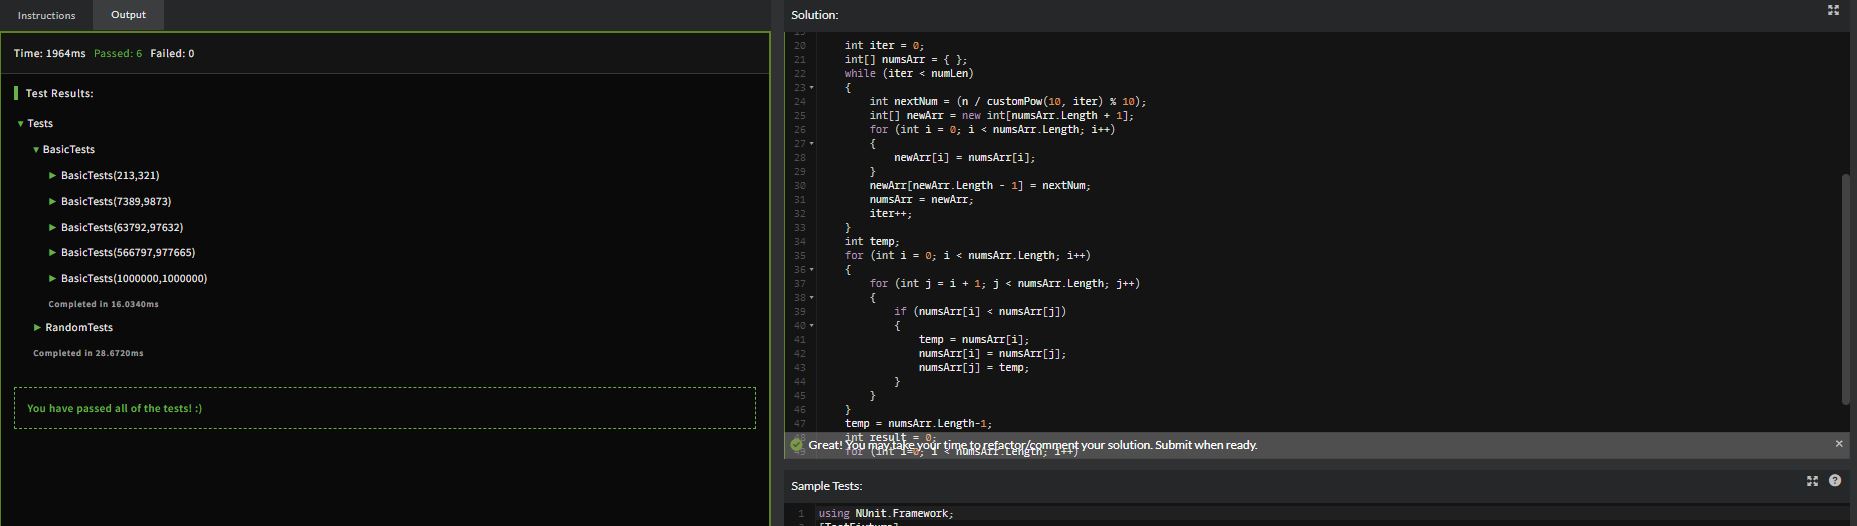 Instructions Output
Time: 1964ms Passed: 6 Failed: 0
Test Results:
Tests
BasicTests
BasicTests(213,321)
BasicTests(7389,9873)
BasicTests(63792,97632)
BasicTests(566797,977665)
BasicTests(1000000,1000000)
Completed in 16.0340ms
RandomTests
Completed in 28.6720ms
You have passed all of the tests! :)
Solution:
19
20 int iter = 0;
21 int[] numsArr = { };
22 while (iter < numLen)
23 {
24 int nextNum = (n / customPow(10, iter) % 10);
25 int[] newArr = new int[numsArr.Length + 1];
26 for (int i = 0; i < numsArr.Length; i++)
27 {
28 newArr[i] = numsArr[i];
29 }
30 newArr[newArr.Length - 1] = nextNum;
31 numsArr = newArr;
32 iter++;
33 }
34 int temp;
35 for (int i = 0; i < numsArr.Length; i++)
36 {
37 for (int j = i + 1; j < numsArr.Length; j++)
38 {
39 if (numsArr[i] < numsArr[j])
40 {
41 temp = numsArr[i];
42 numsArr[i] = numsArr[j];
43 numsArr[j] = temp;
44 }
45 }
46 }
47 temp = numsArr.Length-1;
48 int result = 0;
Great! You may take your time to refactor/comment your solution. Submit when ready.
49 for (int i=0; i < numsArr.Length; i++)
Sample Tests:
1 using NUnit.Framework;
[TestFixture]